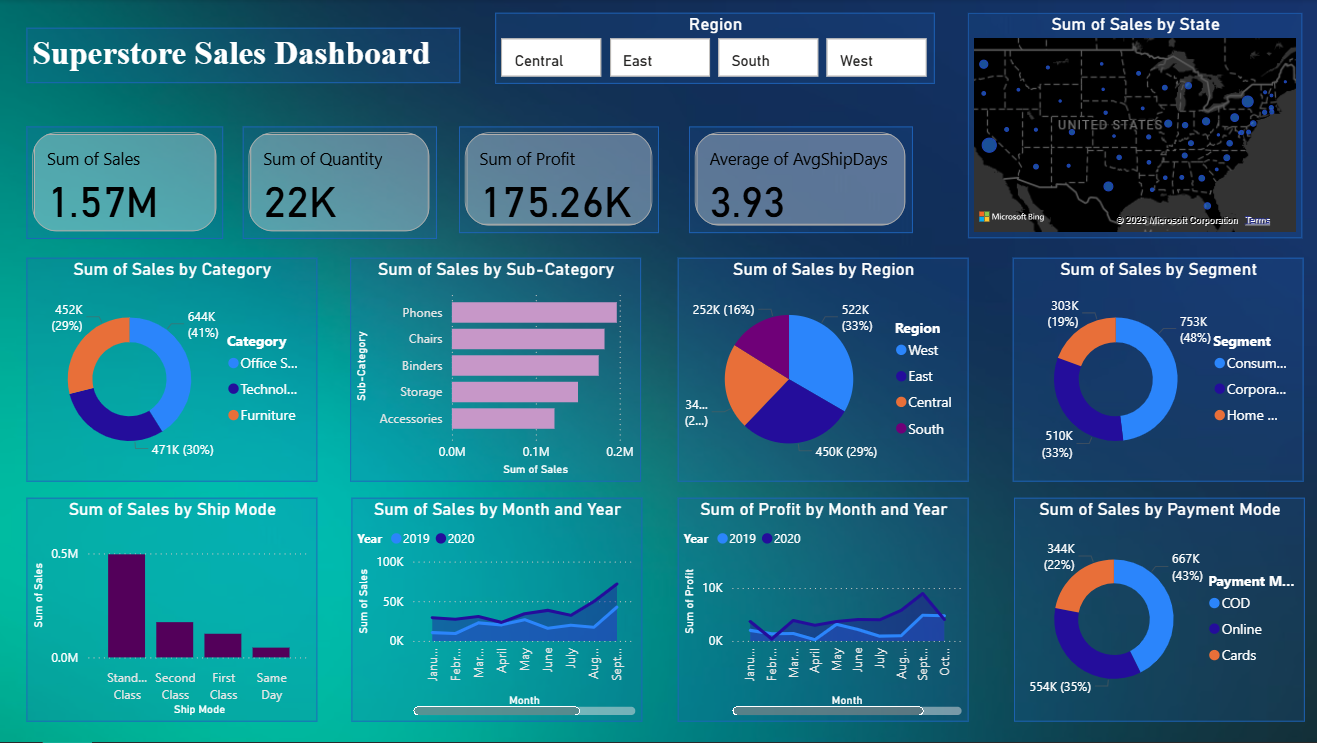 Superstore Sales Dashboard
Region
Central
East
South
West
Sum of Sales by State
UNITED STATES
Microsoft Bing
© 2025 Microsoft Corporation Terms
Sum of Sales
1.57M
Sum of Quantity
22K
Sum of Profit
175.26K
Average of AvgShipDays
3.93
Sum of Sales by Category
452K
(29%)
644K
(41%)
471K (30%)
Category
Office S...
Technol...
Furniture
Sum of Sales by Sub-Category
Sub-Category
Phones
Chairs
Binders
Storage
Accessories
0.0M
0.1M
0.2M
Sum of Sales
Sum of Sales by Region
252K (16%)
522K
(33%)
34...
(2...)
450K (29%)
Region
West
East
Central
South
Sum of Sales by Segment
303K
(19%)
753K
(48%)
510K
(33%)
Segment
Consum...
Corpora...
Home ...
Sum of Sales by Ship Mode
Sum of Sales
0.5M
0.0M
Stand...
Class
Second
Class
First
Class
Same
Day
Ship Mode
Sum of Sales by Month and Year
Year 2019 2020
Sum of Sales
100K
50K
0K
Janu...
Febr...
Mar...
April
May
June
July
Aug...
Sept...
Month
Sum of Profit by Month and Year
Year 2019 2020
Sum of Profit
10K
0K
Janu...
Febr...
Mar...
April
May
June
July
Aug...
Sept...
Oct...
Month
Sum of Sales by Payment Mode
344K
(22%)
667K
(43%)
554K (35%)
Payment M...
COD
Online
Cards